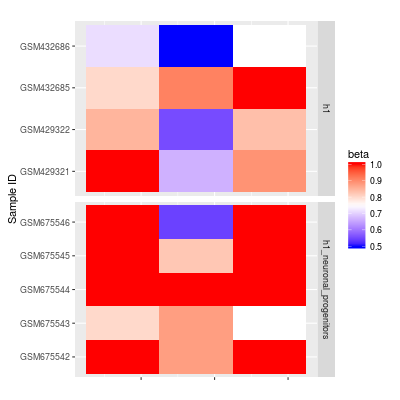 GSM432686
GSM432685
GSM429322
GSM429321
h1
GSM675546
GSM675545
GSM675544
GSM675543
GSM675542
h1_neuronal_progenitors
Sample ID
beta
1.0
0.9
0.8
0.7
0.6
0.5